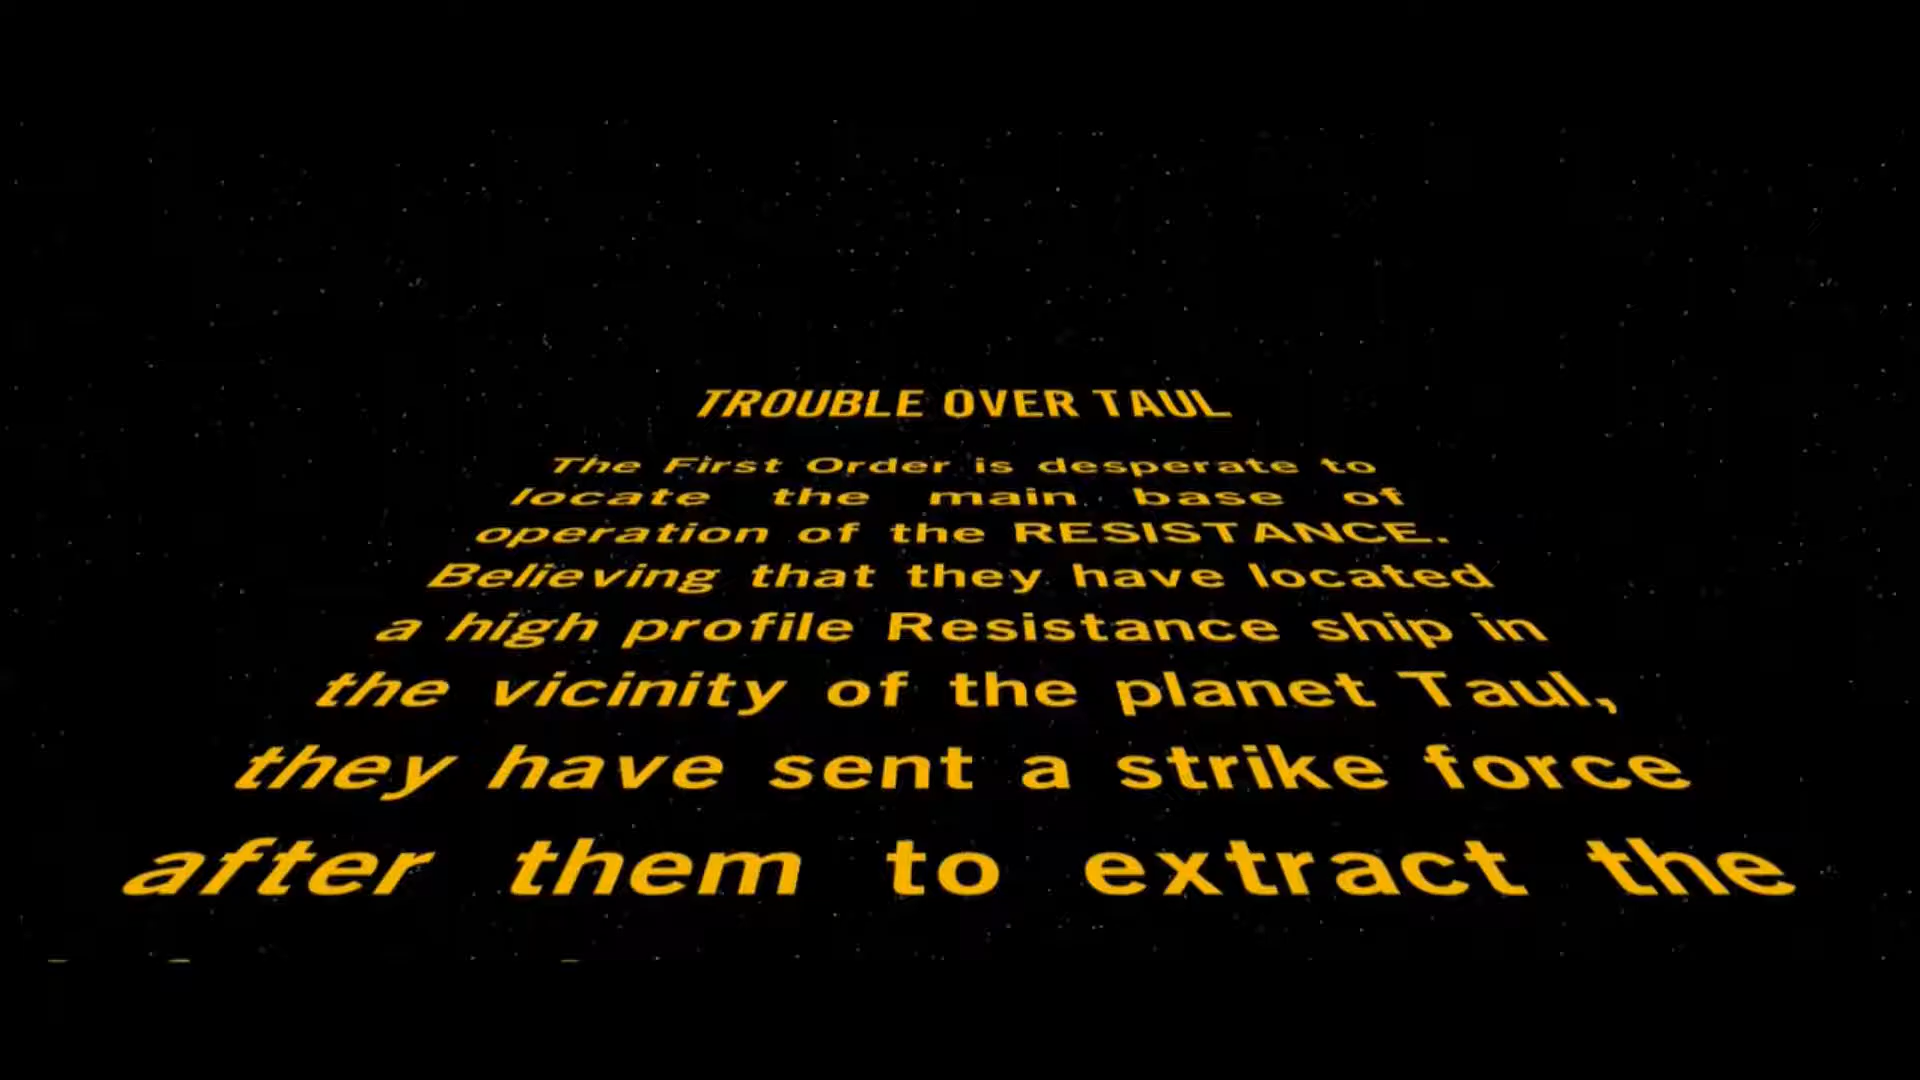 TROUBLE OVER TAUL
The First Order is desperate to
locate the main base of
operation of the RESISTANCE.
Believing that they have located
a high profile Resistance ship in
the vicinity of the planet Taul,
they have sent a strike force
after them to extract the